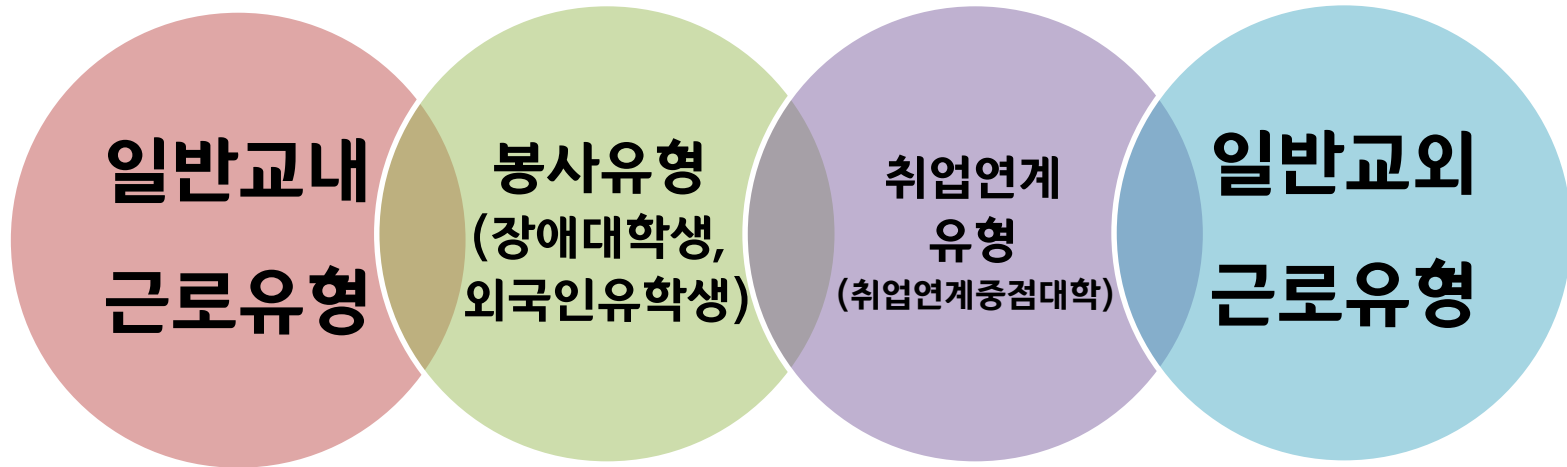 일반교내
근로유형
봉사유형
(장애대학생,
외국인유학생)
취업연계
유형
(취업연계중점대학)
일반교외
근로유형